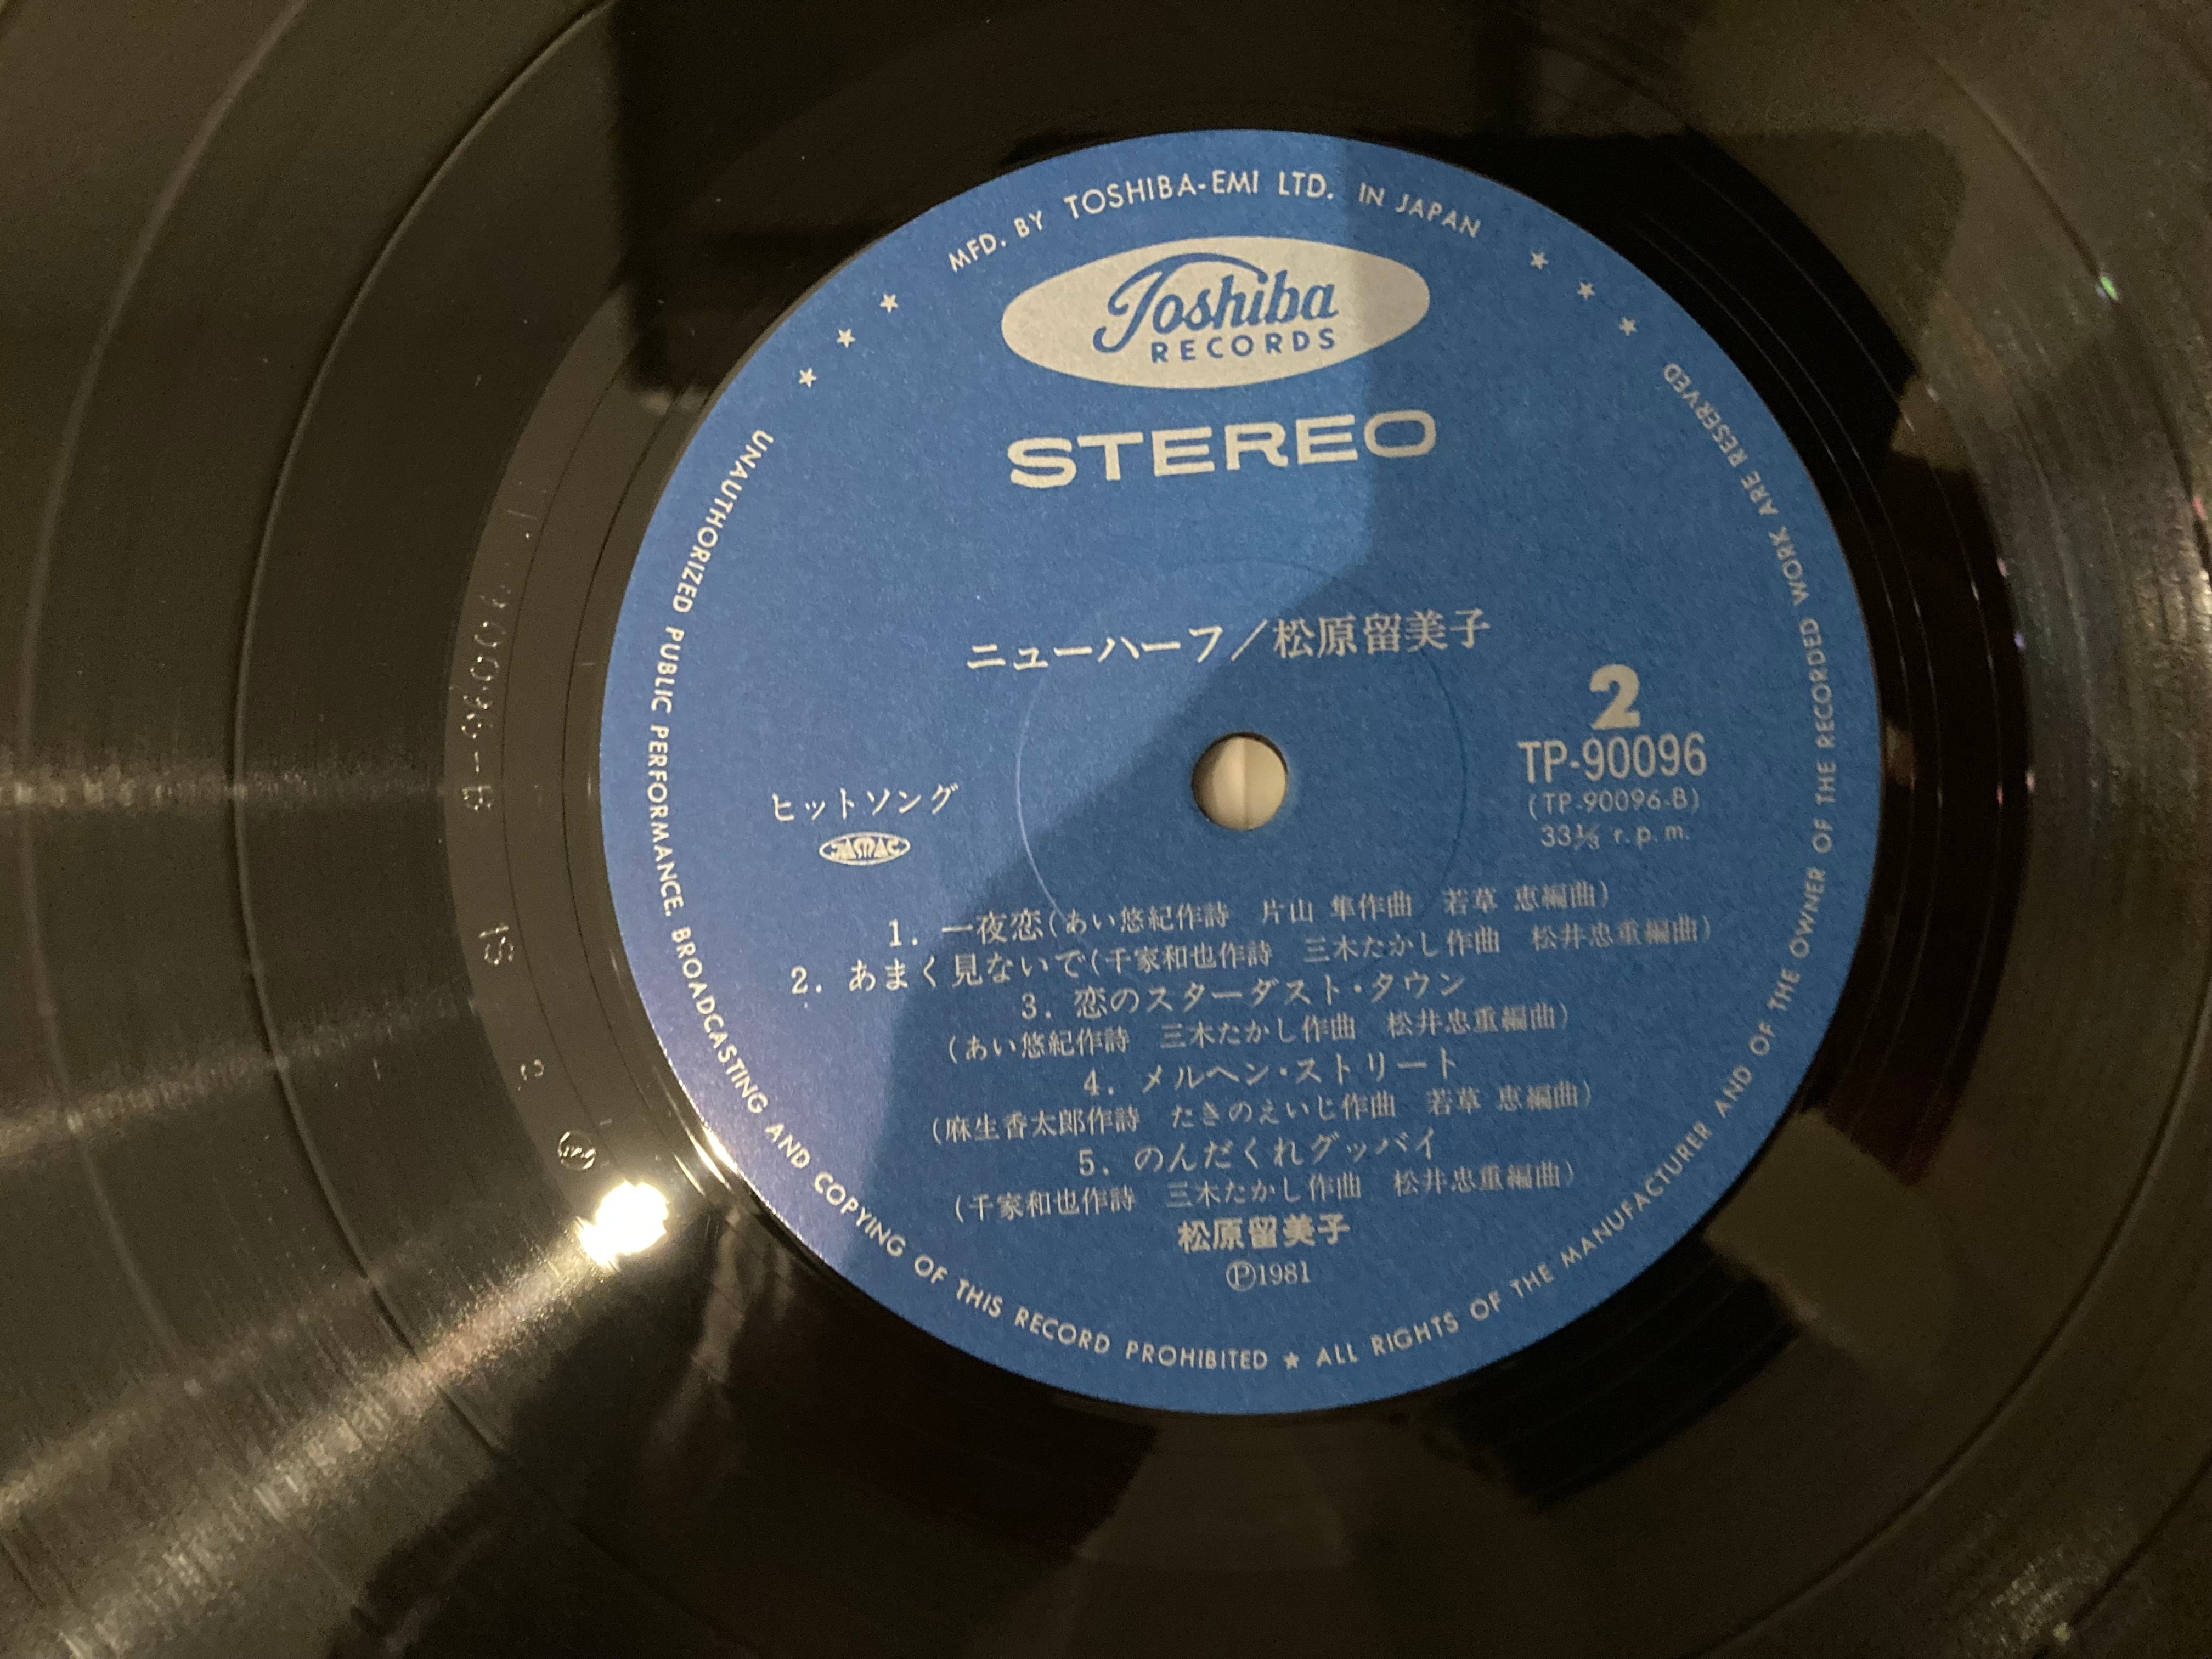 MFD. BY TOSHIBA-EMI LTD. IN JAPAN
Toshiba
RECORDS
STEREO
ニューハーフ／松原留美子
2
TP-90096
(TP-90096-B)
33⅓ r.p.m.
ヒットソング
JASRAC
1. 一夜恋(あい悠紀作詩 片山 隼作曲 若草 恵編曲)
2. あまく見ないで(千家和也作詩 三木たかし作曲 松井忠重編曲)
3. 恋のスターダスト・タウン
(あい悠紀作詩 三木たかし作曲 松井忠重編曲)
4. メルヘン・ストリート
(麻生香太郎作詩 たきのえいじ作曲 若草 恵編曲)
5. のんだくれグッバイ
(千家和也作詩 三木たかし作曲 松井忠重編曲)
松原留美子
Ⓟ1981
UNAUTHORIZED PUBLIC PERFORMANCE, BROADCASTING AND COPYING OF THIS RECORD PROHIBITED ★ ALL RIGHTS OF THE MANUFACTURER AND OF THE OWNER OF THE RECORDED WORK ARE RESERVED